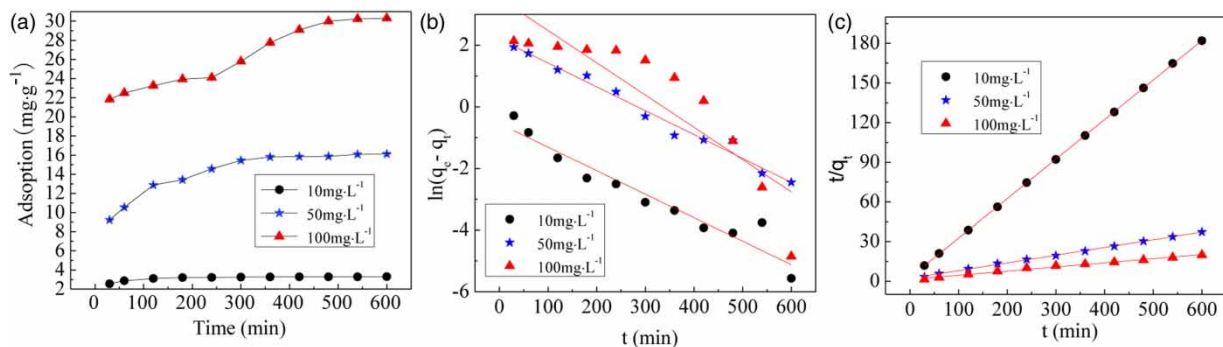 (a)
Adsoption (mg·g⁻¹)
32
30
28
26
24
22
20
18
16
14
12
10
8
6
4
2
10mg·L⁻¹
50mg·L⁻¹
100mg·L⁻¹
0 100 200 300 400 500 600
Time (min)
(b)
ln(qₑ- qₜ)
2
0
-2
-4
-6
10mg·L⁻¹
50mg·L⁻¹
100mg·L⁻¹
0 100 200 300 400 500 600
t (min)
(c)
t/qₜ
180
150
120
90
60
30
0
10mg·L⁻¹
50mg·L⁻¹
100mg·L⁻¹
0 100 200 300 400 500 600
t (min)